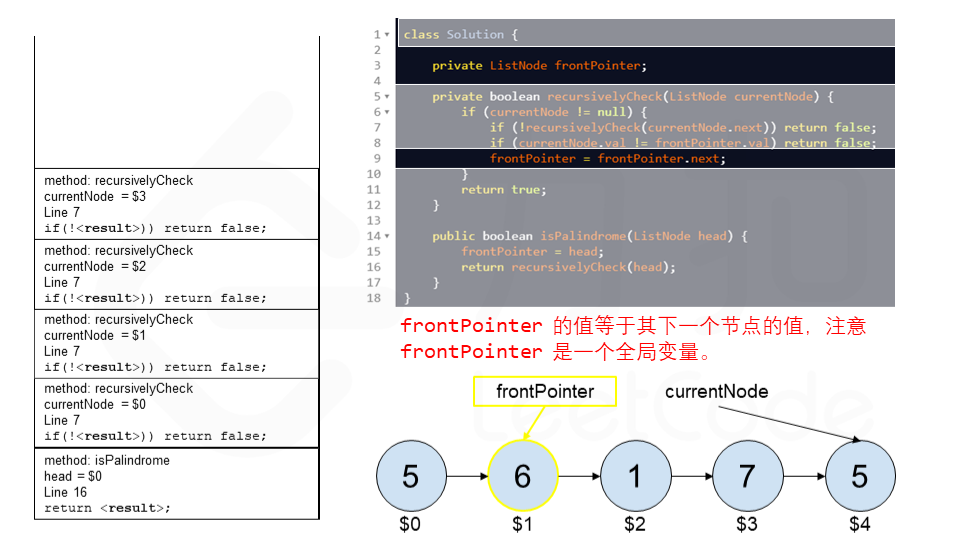 method: recursivelyCheck
currentNode = $3
Line 7
if(!<result>)) return false;
method: recursivelyCheck
currentNode = $2
Line 7
if(!<result>)) return false;
method: recursivelyCheck
currentNode = $1
Line 7
if(!<result>)) return false;
method: recursivelyCheck
currentNode = $0
Line 7
if(!<result>)) return false;
method: isPalindrome
head = $0
Line 16
return <result>;
1 class Solution {
2
3     private ListNode frontPointer;
4
5     private boolean recursivelyCheck(ListNode currentNode) {
6         if (currentNode != null) {
7             if (!recursivelyCheck(currentNode.next)) return false;
8             if (currentNode.val != frontPointer.val) return false;
9             frontPointer = frontPointer.next;
10         }
11         return true;
12     }
13
14     public boolean isPalindrome(ListNode head) {
15         frontPointer = head;
16         return recursivelyCheck(head);
17     }
18 }
frontPointer 的值等于其下一个节点的值，注意
frontPointer 是一个全局变量。
frontPointer currentNode
5 6 1 7 5
$0 $1 $2 $3 $4
LeetCode